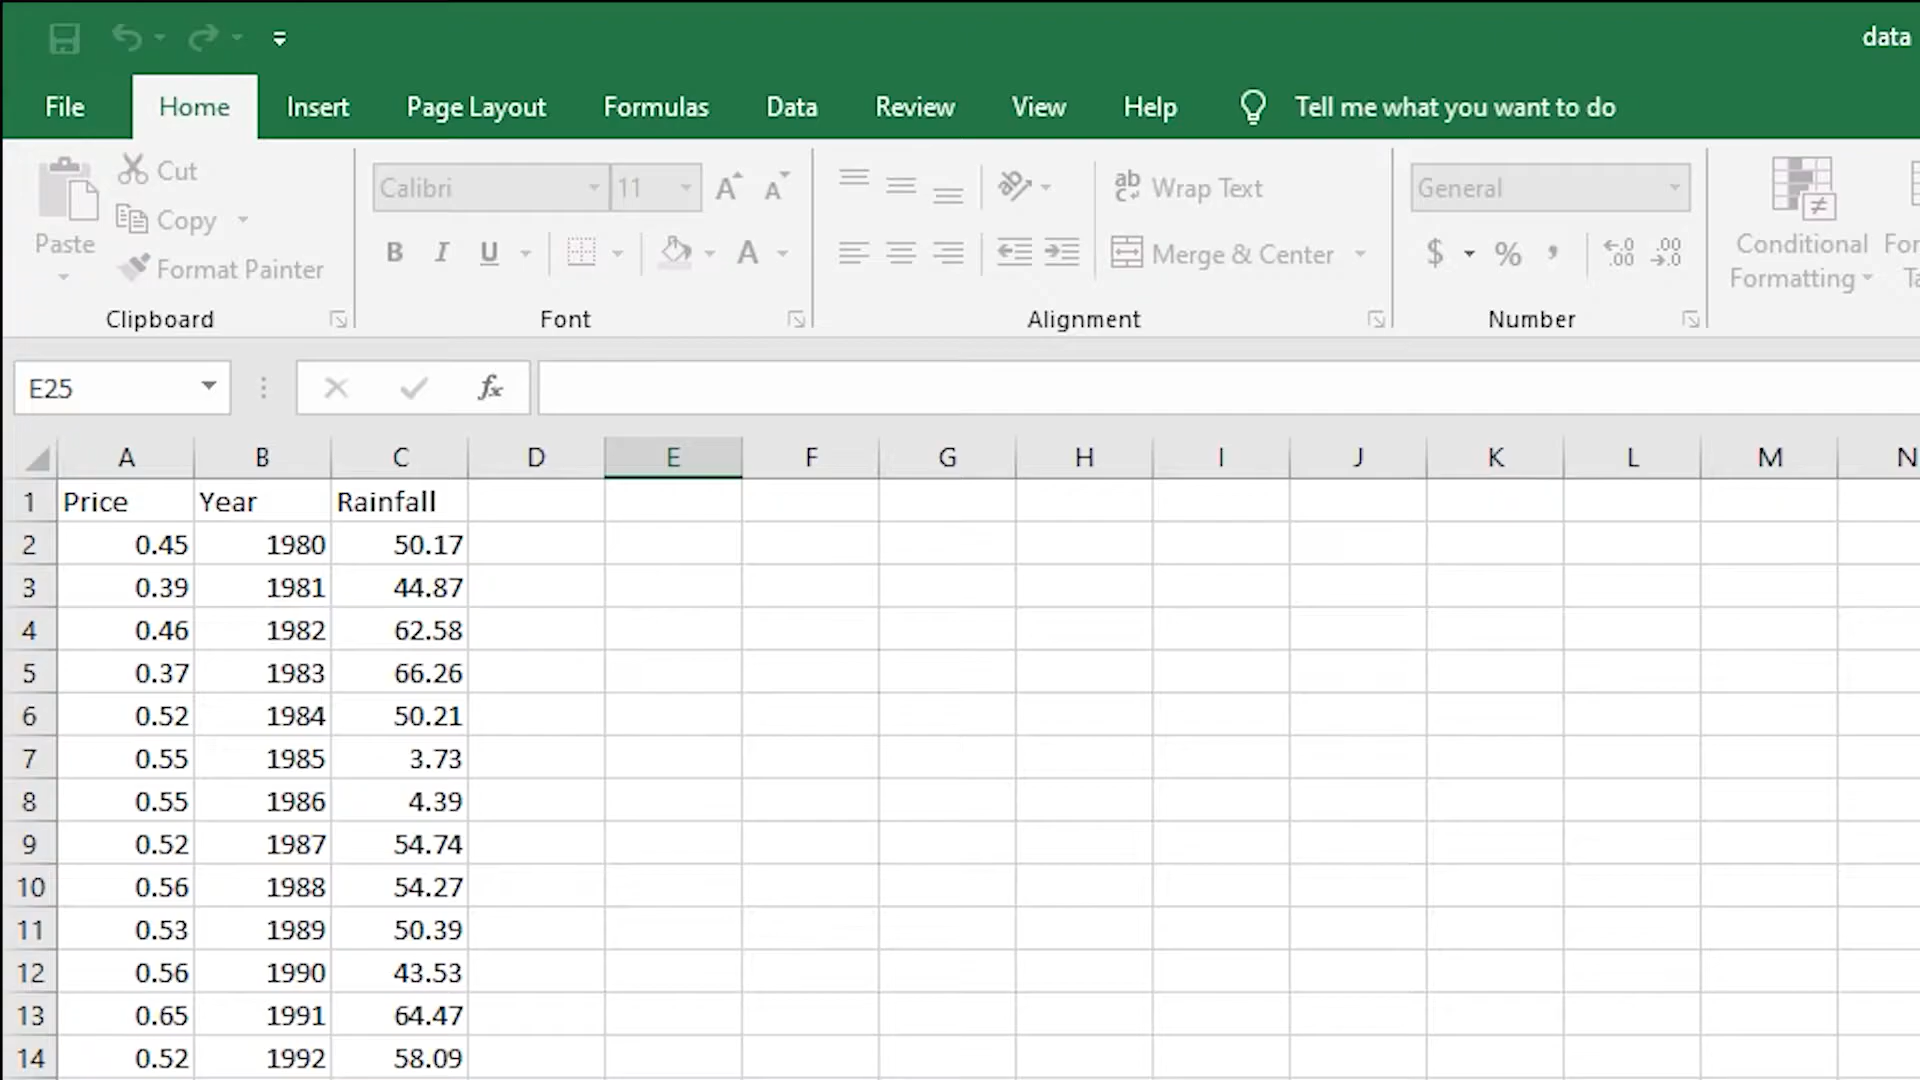 data
File Home Insert Page Layout Formulas Data Review View Help Tell me what you want to do
Paste
Cut
Copy
Format Painter
Clipboard
Calibri 11
B I U A
Font
ab Wrap Text
Merge & Center
Alignment
General
$ % ,
Number
Conditional
Formatting
E25 fx
A B C D E F G H I J K L M N
1 Price Year Rainfall
2 0.45 1980 50.17
3 0.39 1981 44.87
4 0.46 1982 62.58
5 0.37 1983 66.26
6 0.52 1984 50.21
7 0.55 1985 3.73
8 0.55 1986 4.39
9 0.52 1987 54.74
10 0.56 1988 54.27
11 0.53 1989 50.39
12 0.56 1990 43.53
13 0.65 1991 64.47
14 0.52 1992 58.09